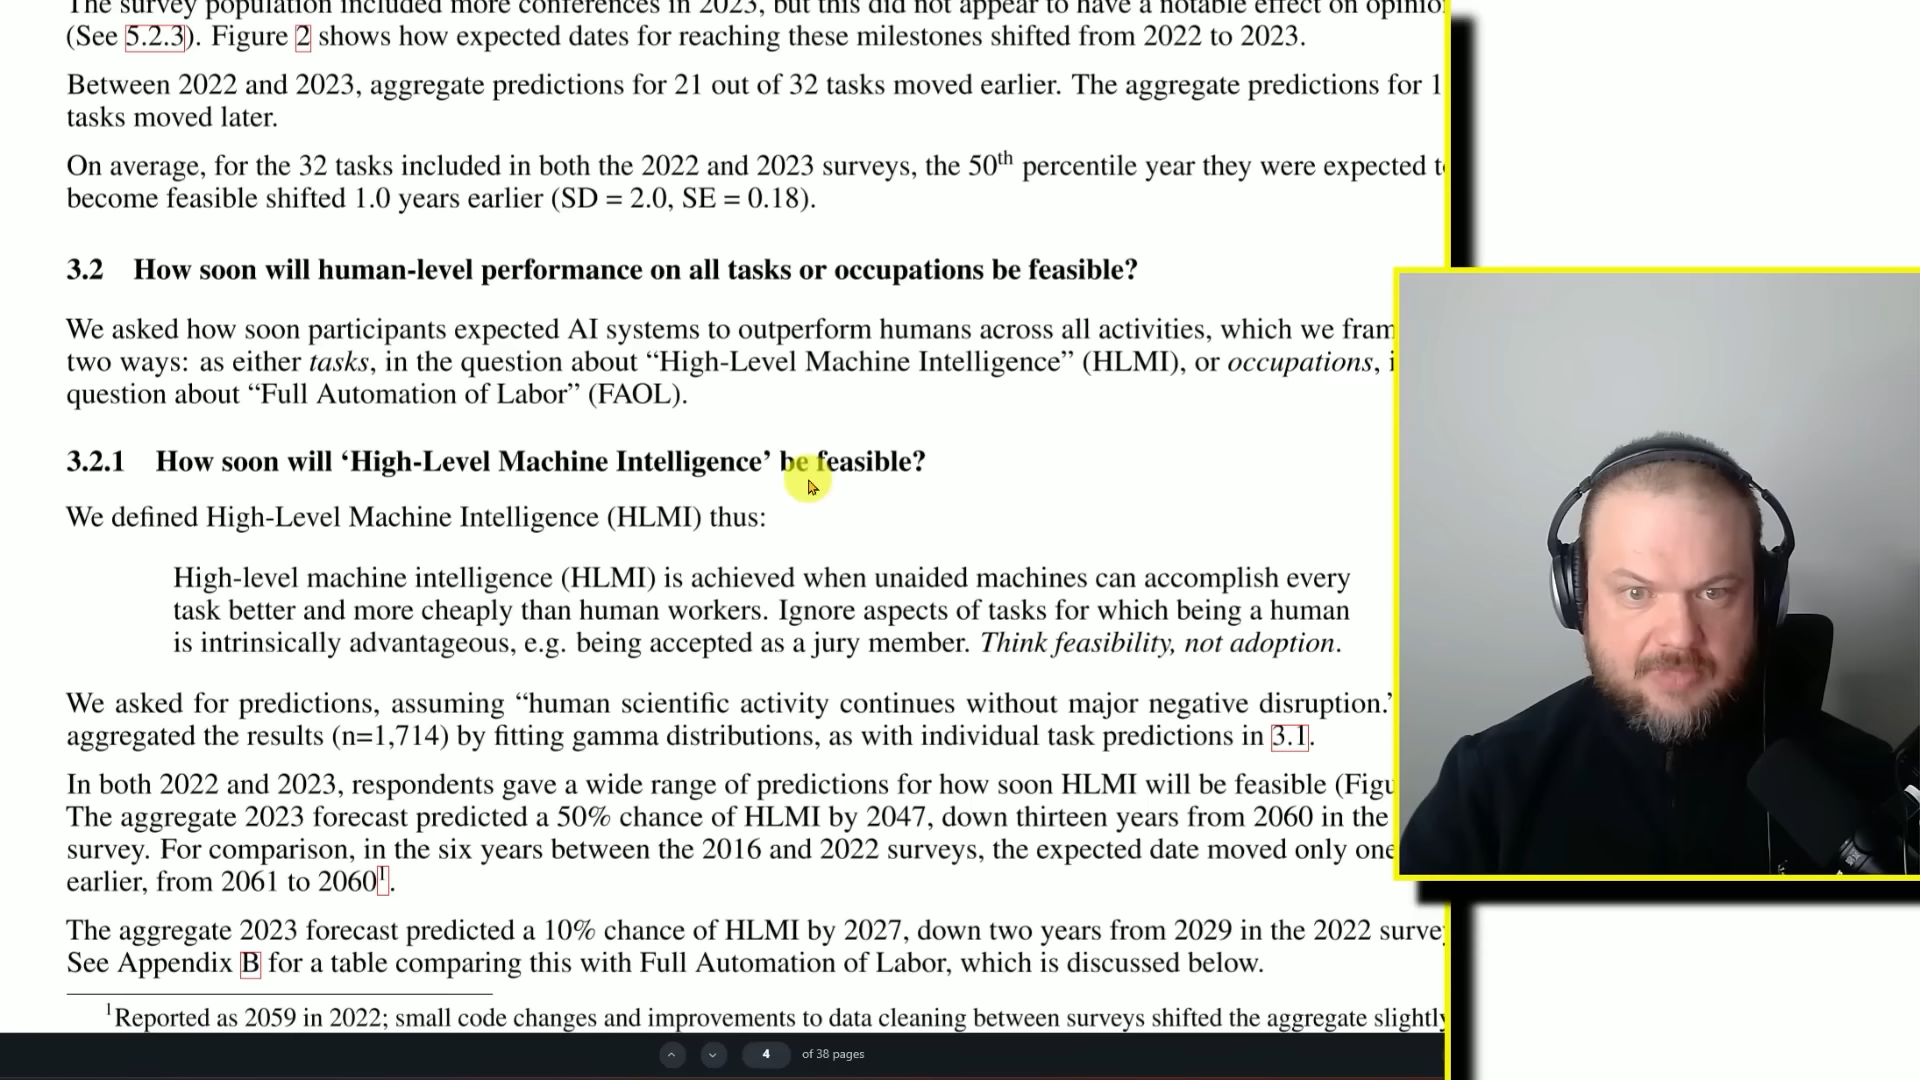 The survey population included more conferences in 2023, but this did not appear to have a notable effect on
(See 5.2.3). Figure 2 shows how expected dates for reaching these milestones shifted from 2022 to 2023.
Between 2022 and 2023, aggregate predictions for 21 out of 32 tasks moved earlier. The aggregate predictions for 1
tasks moved later.
On average, for the 32 tasks included in both the 2022 and 2023 surveys, the 50th percentile year they were expected
become feasible shifted 1.0 years earlier (SD = 2.0, SE = 0.18).
3.2 How soon will human-level performance on all tasks or occupations be feasible?
We asked how soon participants expected AI systems to outperform humans across all activities, which we fram
two ways: as either tasks, in the question about “High-Level Machine Intelligence” (HLMI), or occupations, i
question about “Full Automation of Labor” (FAOL).
3.2.1 How soon will ‘High-Level Machine Intelligence’ be feasible?
We defined High-Level Machine Intelligence (HLMI) thus:
High-level machine intelligence (HLMI) is achieved when unaided machines can accomplish every
task better and more cheaply than human workers. Ignore aspects of tasks for which being a human
is intrinsically advantageous, e.g. being accepted as a jury member. Think feasibility, not adoption.
We asked for predictions, assuming “human scientific activity continues without major negative disruption.”
aggregated the results (n=1,714) by fitting gamma distributions, as with individual task predictions in 3.1.
In both 2022 and 2023, respondents gave a wide range of predictions for how soon HLMI will be feasible (Figu
The aggregate 2023 forecast predicted a 50% chance of HLMI by 2047, down thirteen years from 2060 in the
survey. For comparison, in the six years between the 2016 and 2022 surveys, the expected date moved only one
earlier, from 2061 to 2060¹.
The aggregate 2023 forecast predicted a 10% chance of HLMI by 2027, down two years from 2029 in the 2022 surve
See Appendix B for a table comparing this with Full Automation of Labor, which is discussed below.
¹Reported as 2059 in 2022; small code changes and improvements to data cleaning between surveys shifted the aggregate slightly
4 of 38 pages